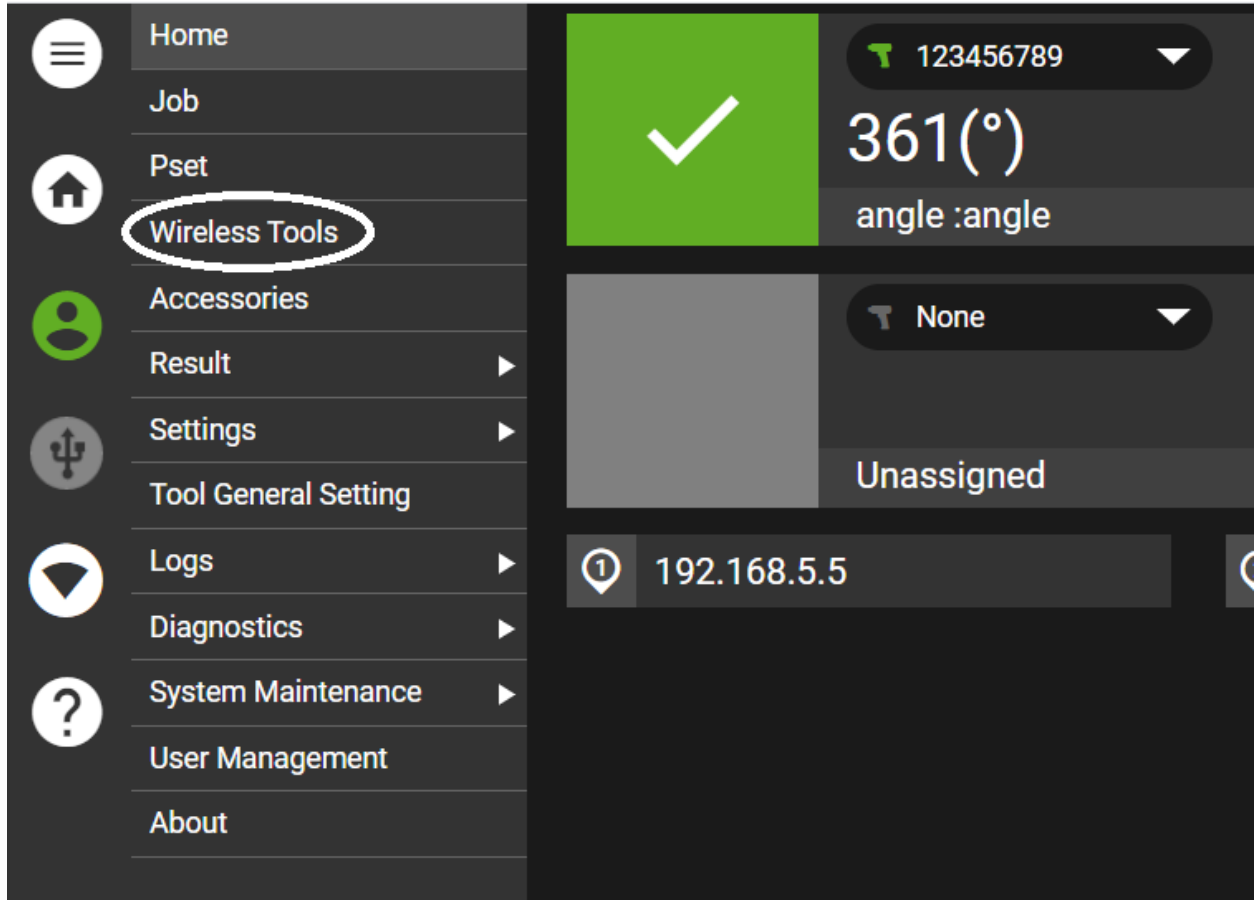 Home
Job
Pset
Wireless Tools
Accessories
Result
Settings
Tool General Setting
Logs
Diagnostics
System Maintenance
User Management
About
123456789
361(°)
angle :angle
None
Unassigned
1 192.168.5.5
?